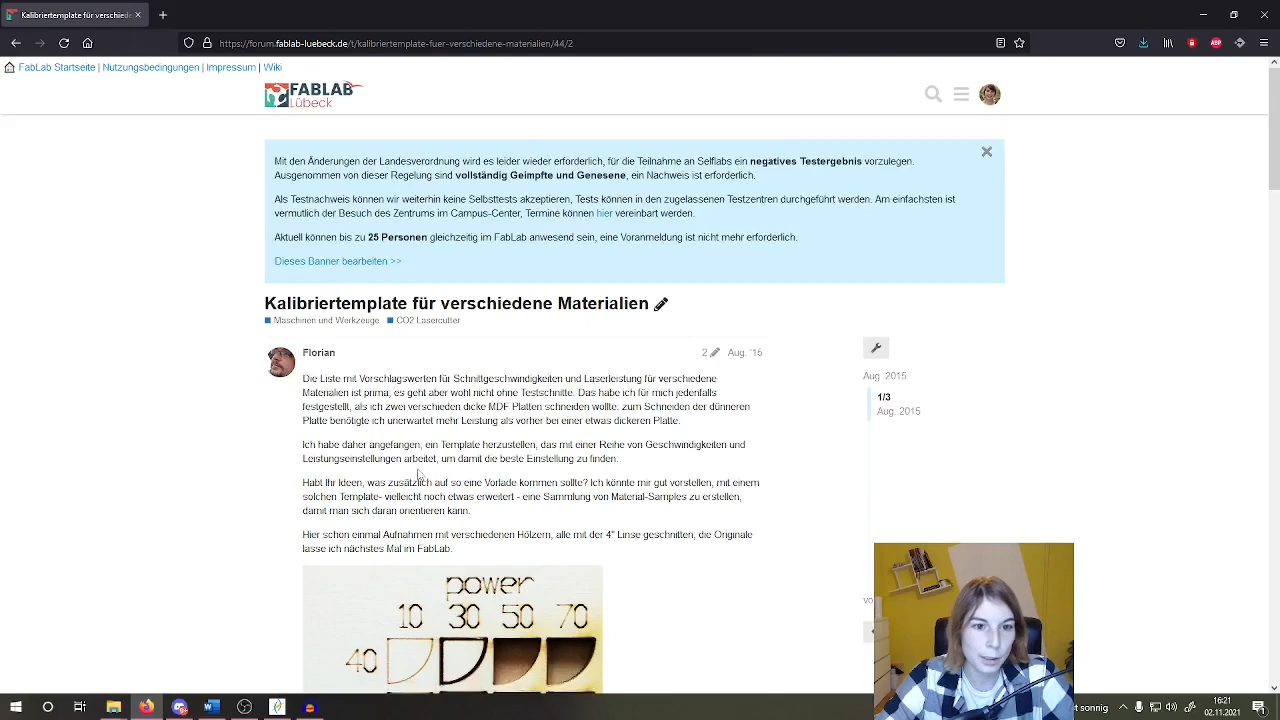 Kalibriertemplate für verschiedene
https://forum.fablab-luebeck.de/t/kalibriertemplate-fuer-verschiedene-materialien/44/2
FabLab Startseite | Nutzungsbedingungen | Impressum | Wiki
FABLAB
Lübeck
Mit den Änderungen der Landesverordnung wird es leider wieder erforderlich, für die Teilnahme an Selflabs ein negatives Testergebnis vorzulegen.
Ausgenommen von dieser Regelung sind vollständig Geimpfte und Genesene, ein Nachweis ist erforderlich.
Als Testnachweis können wir weiterhin keine Selbsttests akzeptieren, Tests können in den zugelassenen Testzentren durchgeführt werden. Am einfachsten ist
vermutlich der Besuch des Zentrums im Campus-Center, Termine können hier vereinbart werden.
Aktuell können bis zu 25 Personen gleichzeitig im FabLab anwesend sein, eine Voranmeldung ist nicht mehr erforderlich.
Dieses Banner bearbeiten >>
Kalibriertemplate für verschiedene Materialien
Maschinen und Werkzeuge CO2 Lasercutter
Florian 2 Aug. '15
Die Liste mit Vorschlagswerten für Schnittgeschwindigkeiten und Laserleistung für verschiedene
Materialien ist prima; es geht aber wohl nicht ohne Testschnitte. Das habe ich für mich jedenfalls
festgestellt, als ich zwei verschieden dicke MDF Platten schneiden wollte: zum Schneiden der dünneren
Platte benötigte ich unerwartet mehr Leistung als vorher bei einer etwas dickeren Platte.
Ich habe daher angefangen, ein Template herzustellen, das mit einer Reihe von Geschwindigkeiten und
Leistungseinstellungen arbeitet, um damit die beste Einstellung zu finden.
Habt Ihr Ideen, was zusätzlich auf so eine Vorlage kommen sollte? Ich könnte mir gut vorstellen, mit einem
solchen Template- vielleicht noch etwas erweitert - eine Sammlung von Material-Samples zu erstellen,
damit man sich daran orientieren kann.
Hier schon einmal Aufnahmen mit verschiedenen Hölzern, alle mit der 4" Linse geschnitten; die Originale
lasse ich nächstes Mal im FabLab.
Aug. 2015
1/3
Aug. 2015
power
10 30 50 70
40
vo
tsonnig
16:21
02.11.2021